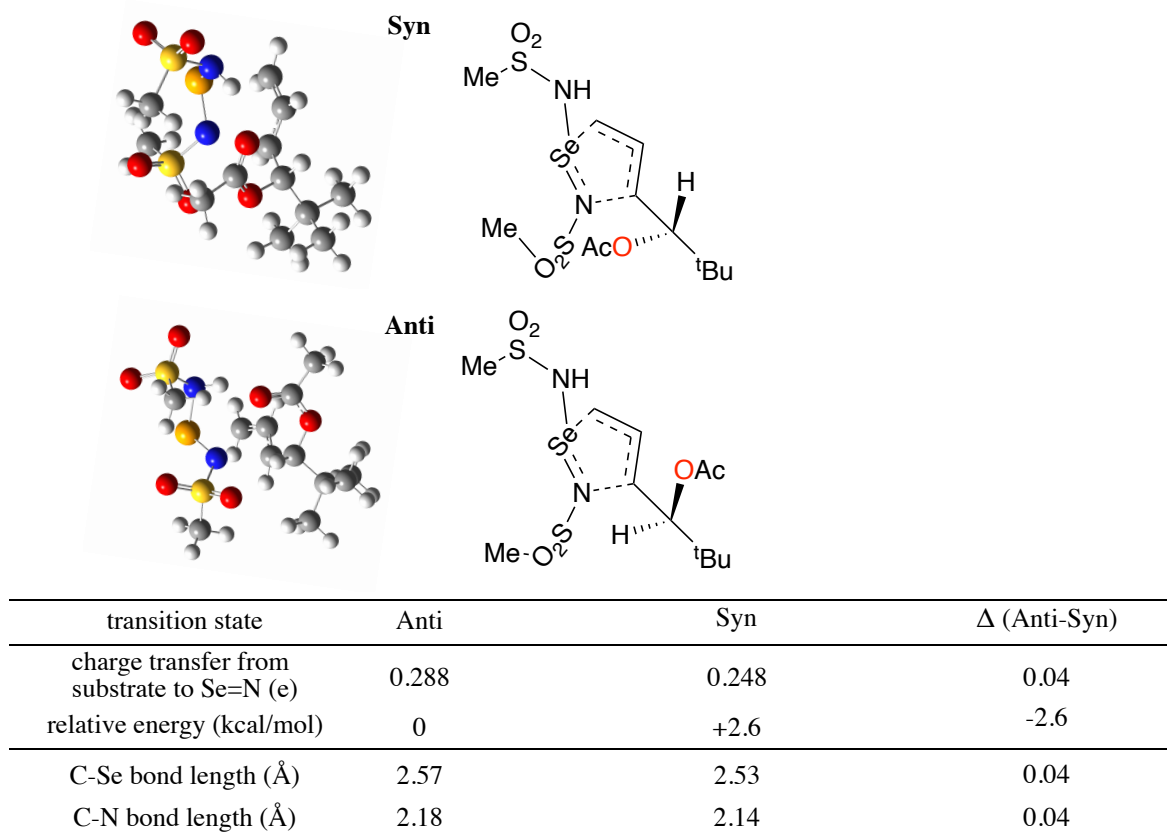 Syn
O2
S
Me
NH
Se
H
N
Me
S
O2
AcO
tBu
Anti
O2
S
Me
NH
Se
OAc
N
S
O2
Me
H
tBu
transition state Anti Syn Δ (Anti-Syn)
charge transfer from
substrate to Se=N (e) 0.288 0.248 0.04
relative energy (kcal/mol) 0 +2.6 -2.6
C-Se bond length (Å) 2.57 2.53 0.04
C-N bond length (Å) 2.18 2.14 0.04